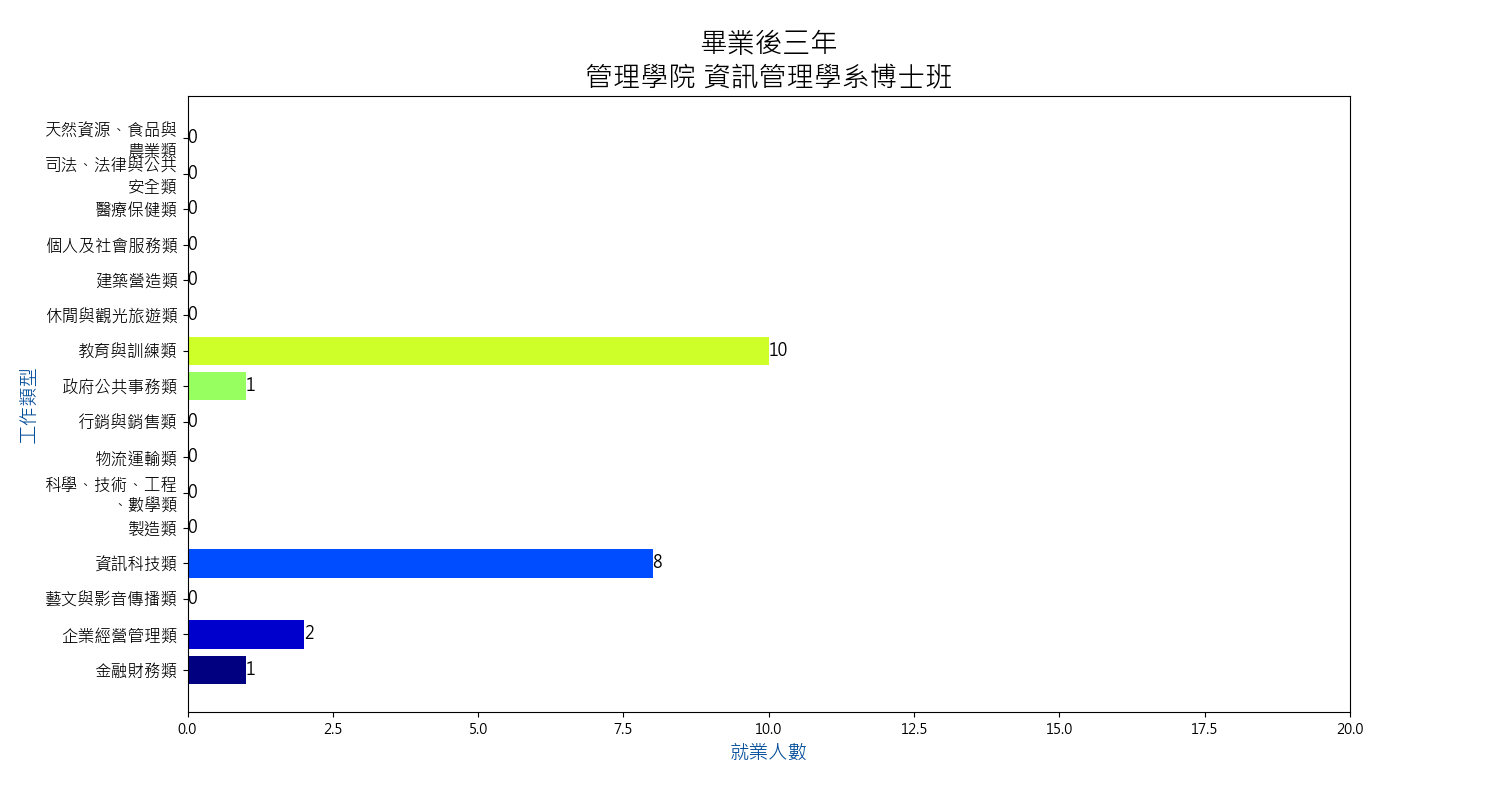 畢業後三年
管理學院 資訊管理學系博士班
天然資源、食品與
農業類
0
司法、法律與公共
安全類
0
醫療保健類
0
個人及社會服務類
0
建築營造類
0
休閒與觀光旅遊類
0
教育與訓練類
10
政府公共事務類
1
行銷與銷售類
0
物流運輸類
0
科學、技術、工程
、數學類
0
製造類
0
資訊科技類
8
藝文與影音傳播類
0
企業經營管理類
2
金融財務類
1
工作類型
0.0 2.5 5.0 7.5 10.0 12.5 15.0 17.5 20.0
就業人數